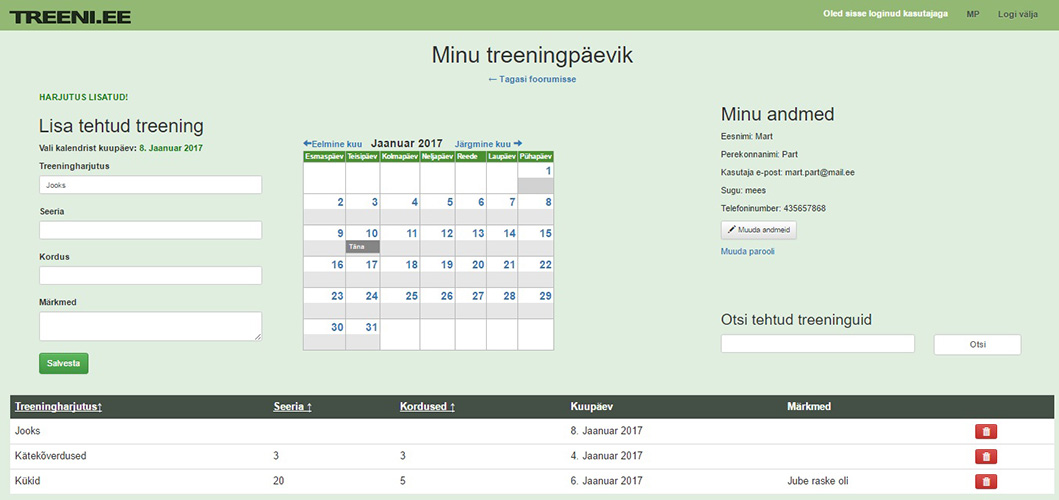 TREENI.EE
Oled sisse loginud kasutajaga MP Logi välja
Minu treeningpäevik
← Tagasi foorumisse
HARJUTUS LISATUD!
Lisa tehtud treening
Vali kalendrist kuupäev: 8. Jaanuar 2017
Treeningharjutus
Jooks
Seeria
Kordus
Märkmed
Salvesta
Eelmine kuu Jaanuar 2017 Järgmine kuu
Esmaspäev Teisipäev Kolmapäev Neljapäev Reede Laupäev Pühapäev
1
2 3 4 5 6 7 8
9 10 11 12 13 14 15
Täna
16 17 18 19 20 21 22
23 24 25 26 27 28 29
30 31
Minu andmed
Eesnimi: Mart
Perekonnanimi: Part
Kasutaja e-post: mart.part@mail.ee
Sugu: mees
Telefoninumber: 435657868
Muuda andmeid
Muuda parooli
Otsi tehtud treeninguid
Otsi
Treeningharjutus↑ Seeria ↑ Kordused ↑ Kuupäev Märkmed
Jooks 8. Jaanuar 2017
Kätekõverdused 3 3 4. Jaanuar 2017
Kükid 20 5 6. Jaanuar 2017 Jube raske oli